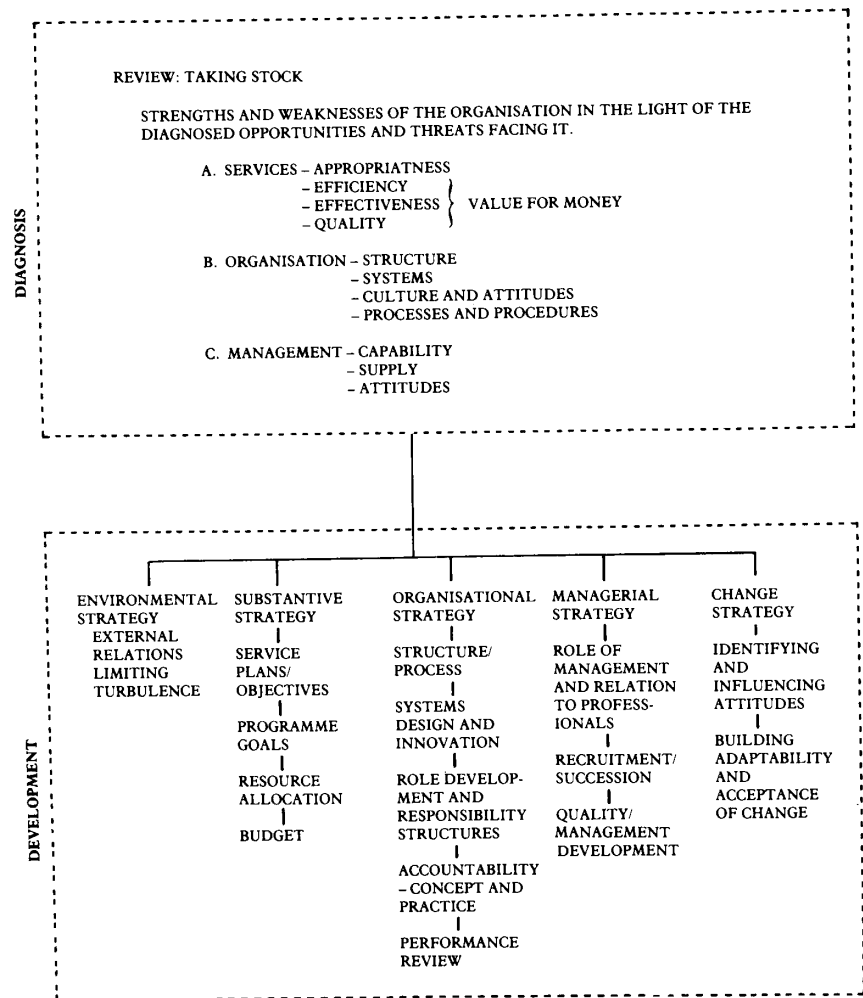 DIAGNOSIS
REVIEW: TAKING STOCK
STRENGTHS AND WEAKNESSES OF THE ORGANISATION IN THE LIGHT OF THE
DIAGNOSED OPPORTUNITIES AND THREATS FACING IT.
A. SERVICES – APPROPRIATNESS
– EFFICIENCY
– EFFECTIVENESS } VALUE FOR MONEY
– QUALITY
B. ORGANISATION – STRUCTURE
– SYSTEMS
– CULTURE AND ATTITUDES
– PROCESSES AND PROCEDURES
C. MANAGEMENT – CAPABILITY
– SUPPLY
– ATTITUDES
DEVELOPMENT
ENVIRONMENTAL
STRATEGY
EXTERNAL
RELATIONS
LIMITING
TURBULENCE
SUBSTANTIVE
STRATEGY
SERVICE
PLANS/
OBJECTIVES
PROGRAMME
GOALS
RESOURCE
ALLOCATION
BUDGET
ORGANISATIONAL
STRATEGY
STRUCTURE/
PROCESS
SYSTEMS
DESIGN AND
INNOVATION
ROLE DEVELOP-
MENT AND
RESPONSIBILITY
STRUCTURES
ACCOUNTABILITY
– CONCEPT AND
PRACTICE
PERFORMANCE
REVIEW
MANAGERIAL
STRATEGY
ROLE OF
MANAGEMENT
AND RELATION
TO PROFESS-
IONALS
RECRUITMENT/
SUCCESSION
QUALITY/
MANAGEMENT
DEVELOPMENT
CHANGE
STRATEGY
IDENTIFYING
AND
INFLUENCING
ATTITUDES
BUILDING
ADAPTABILITY
AND
ACCEPTANCE
OF CHANGE